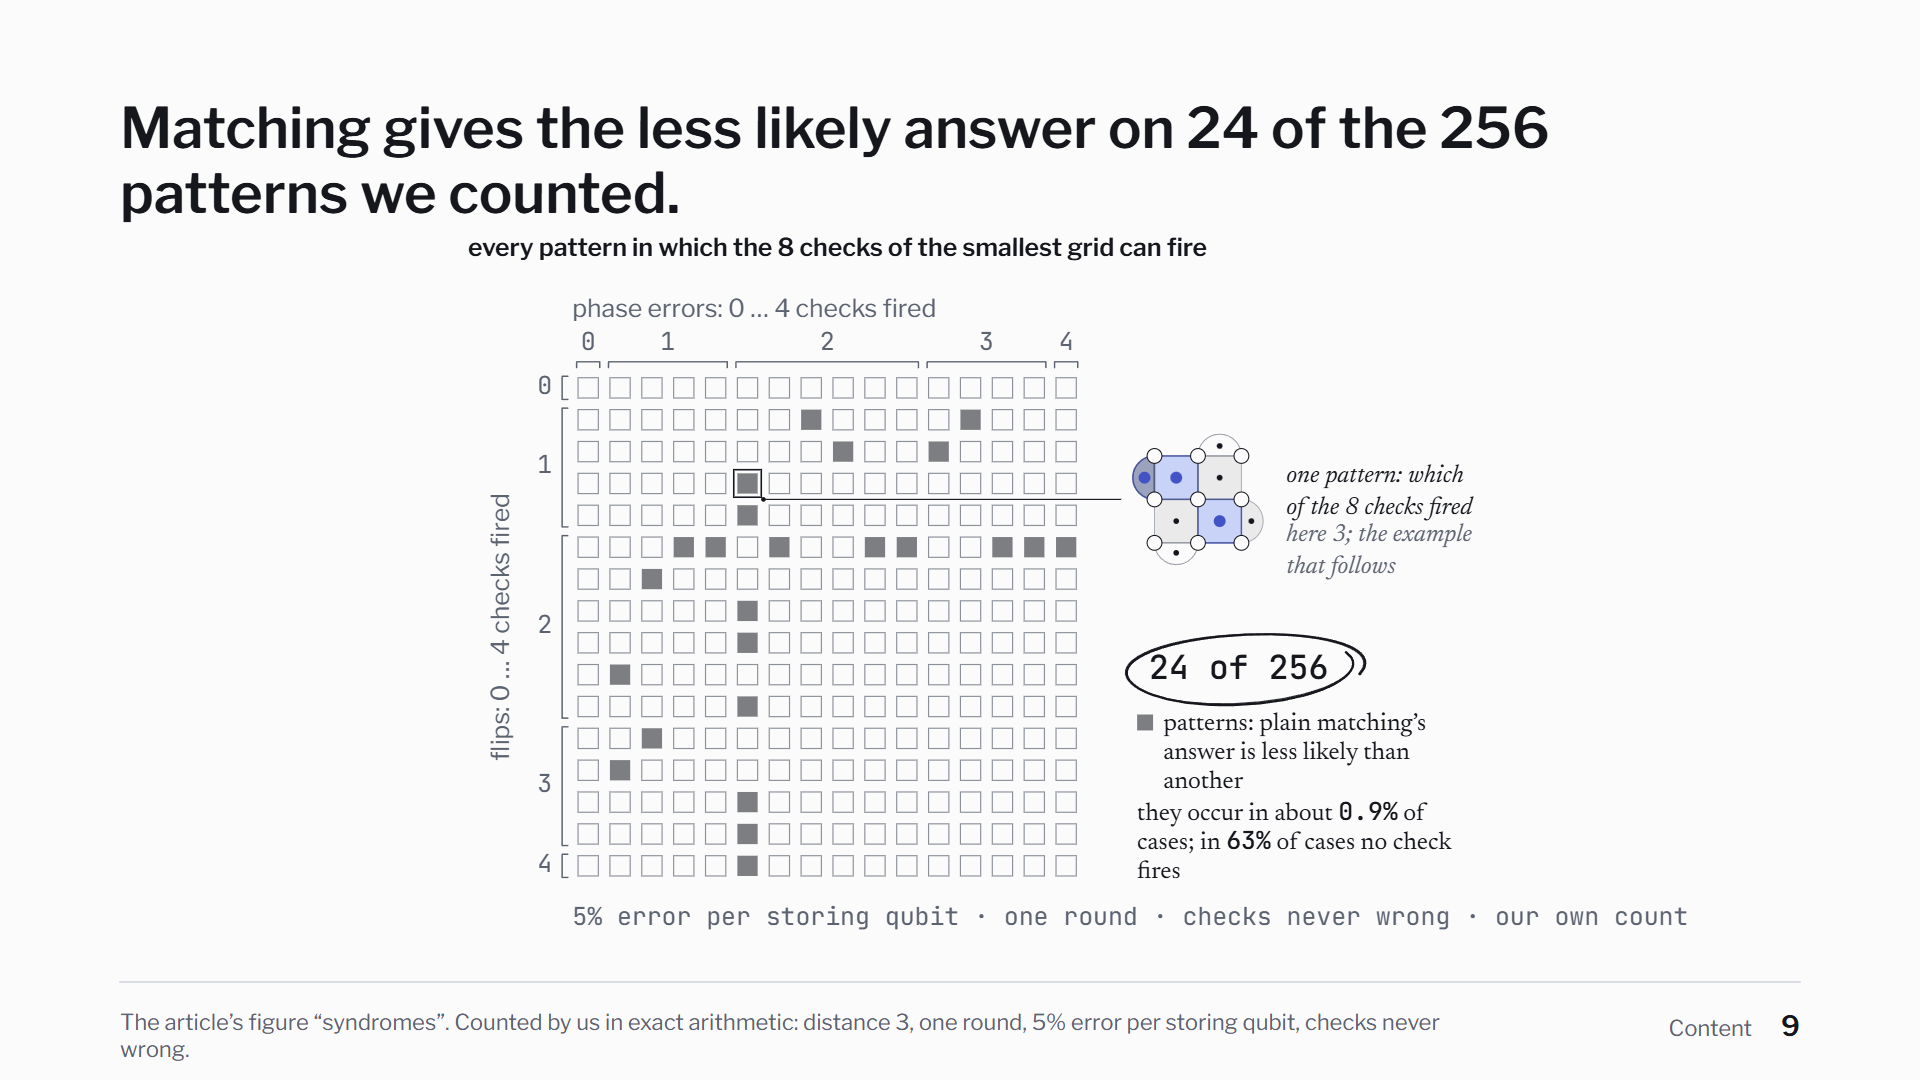 Matching gives the less likely answer on 24 of the 256
patterns we counted.
every pattern in which the 8 checks of the smallest grid can fire
phase errors: 0 … 4 checks fired
0 1 2 3 4
flips: 0 … 4 checks fired
0
1
2
3
4
one pattern: which
of the 8 checks fired
here 3; the example
that follows
24 of 256
patterns: plain matching’s
answer is less likely than
another
they occur in about 0.9% of
cases; in 63% of cases no check
fires
5% error per storing qubit · one round · checks never wrong · our own count
The article’s figure “syndromes”. Counted by us in exact arithmetic: distance 3, one round, 5% error per storing qubit, checks never
wrong.
Content 9